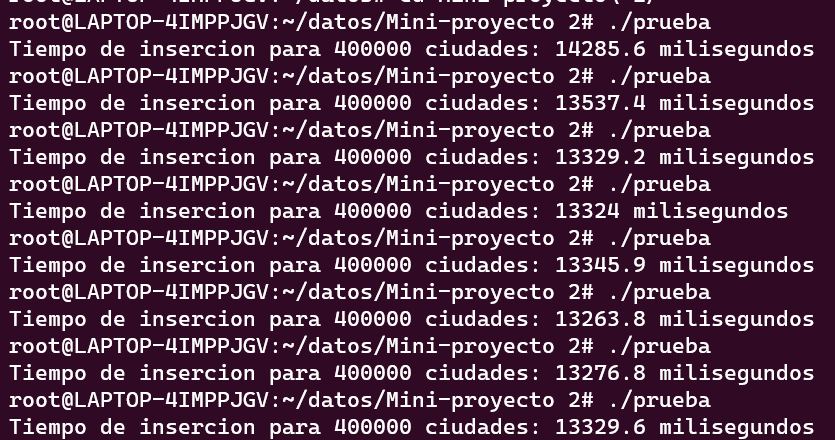 root@LAPTOP-4IMPPJGV:~/datos/Mini-proyecto 2# ./prueba
Tiempo de insercion para 400000 ciudades: 14285.6 milisegundos
root@LAPTOP-4IMPPJGV:~/datos/Mini-proyecto 2# ./prueba
Tiempo de insercion para 400000 ciudades: 13537.4 milisegundos
root@LAPTOP-4IMPPJGV:~/datos/Mini-proyecto 2# ./prueba
Tiempo de insercion para 400000 ciudades: 13329.2 milisegundos
root@LAPTOP-4IMPPJGV:~/datos/Mini-proyecto 2# ./prueba
Tiempo de insercion para 400000 ciudades: 13324 milisegundos
root@LAPTOP-4IMPPJGV:~/datos/Mini-proyecto 2# ./prueba
Tiempo de insercion para 400000 ciudades: 13345.9 milisegundos
root@LAPTOP-4IMPPJGV:~/datos/Mini-proyecto 2# ./prueba
Tiempo de insercion para 400000 ciudades: 13263.8 milisegundos
root@LAPTOP-4IMPPJGV:~/datos/Mini-proyecto 2# ./prueba
Tiempo de insercion para 400000 ciudades: 13276.8 milisegundos
root@LAPTOP-4IMPPJGV:~/datos/Mini-proyecto 2# ./prueba
Tiempo de insercion para 400000 ciudades: 13329.6 milisegundos